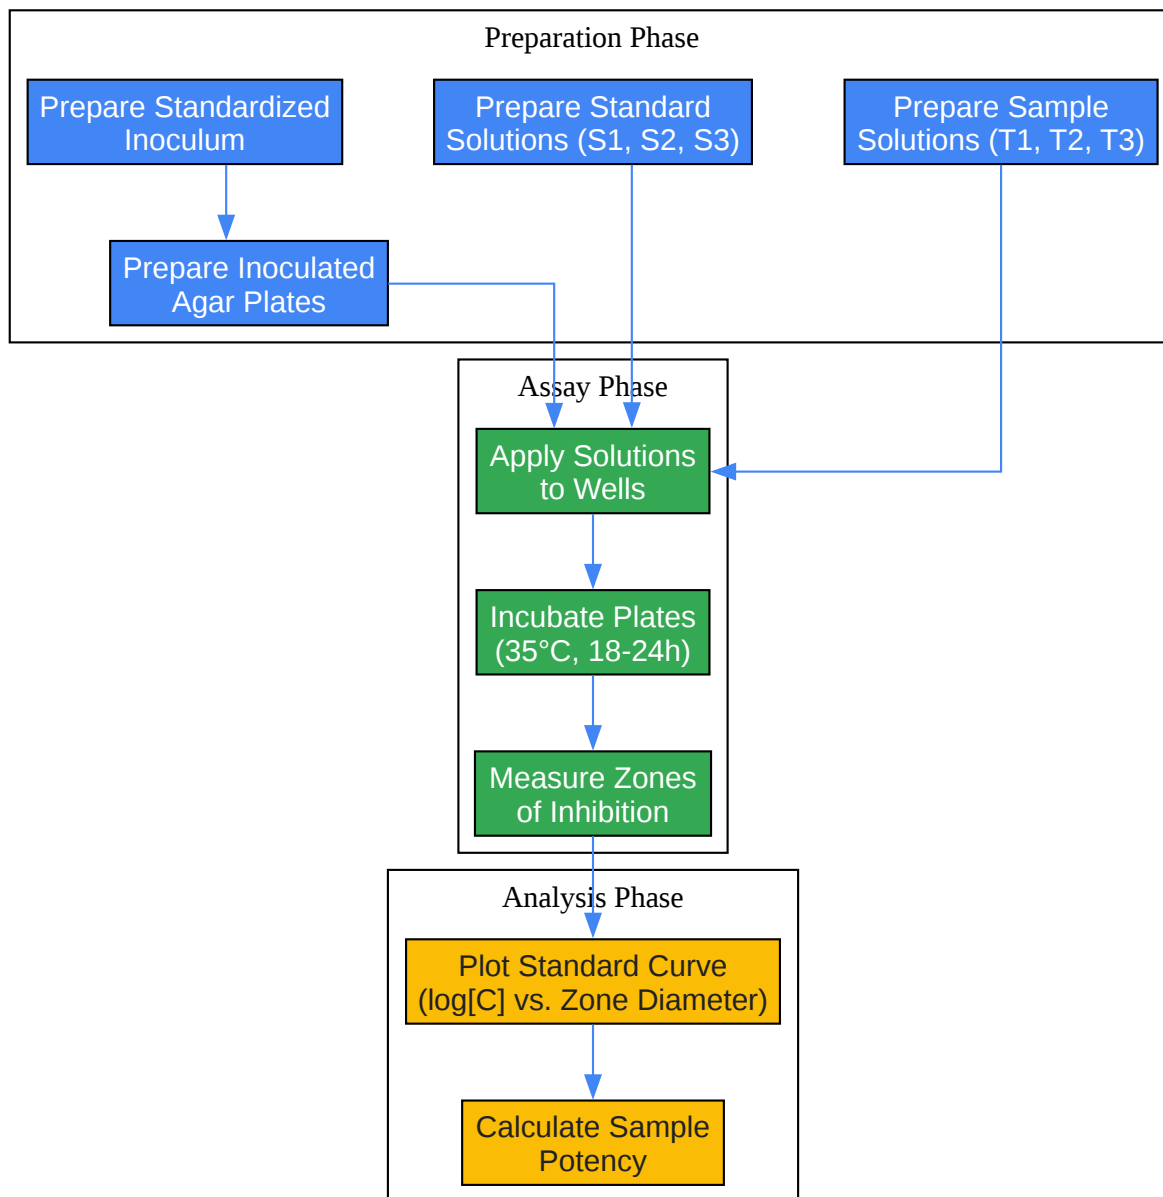 Preparation Phase
Prepare Standardized
Inoculum
Prepare Standard
Solutions (S1, S2, S3)
Prepare Sample
Solutions (T1, T2, T3)
Prepare Inoculated
Agar Plates
Assay Phase
Apply Solutions
to Wells
Incubate Plates
(35°C, 18-24h)
Measure Zones
of Inhibition
Analysis Phase
Plot Standard Curve
(log[C] vs. Zone Diameter)
Calculate Sample
Potency